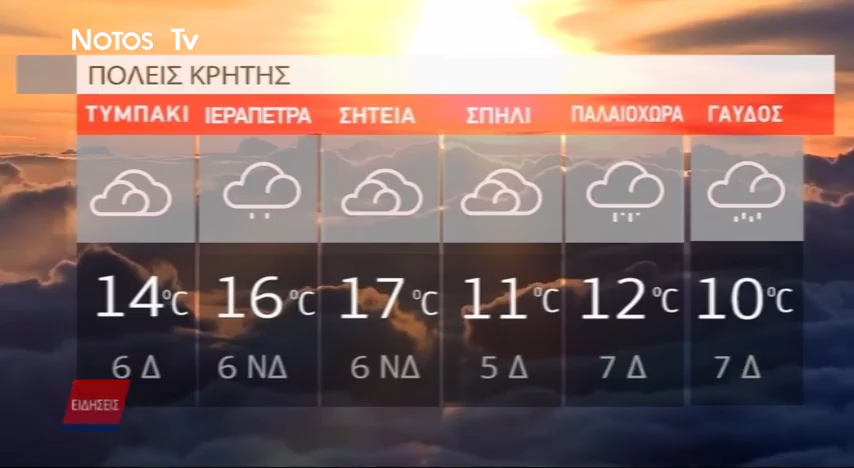 Notos Tv
ΠΟΛΕΙΣ ΚΡΗΤΗΣ
ΤΥΜΠΑΚΙ ΙΕΡΑΠΕΤΡΑ ΣΗΤΕΙΑ ΣΠΗΛΙ ΠΑΛΑΙΟΧΩΡΑ ΓΑΥΔΟΣ
14°C 16°C 17°C 11°C 12°C 10°C
6 Δ 6 ΝΔ 6 ΝΔ 5 Δ 7 Δ 7 Δ
ΕΙΔΗΣΕΙΣ